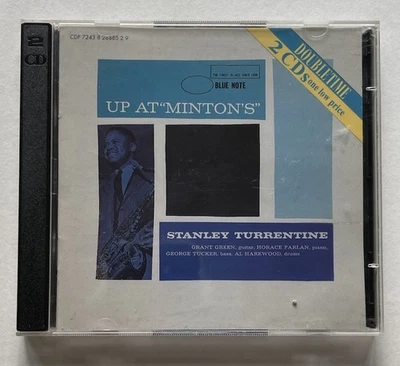 2 CD
CDP 7243 8 28885 2 9
DOUBLETIME
2 CDs one low price
THE FINEST IN JAZZ SINCE 1939
BLUE NOTE
UP AT "MINTON'S"
STANLEY TURRENTINE
GRANT GREEN, guitar, HORACE PARLAN, piano,
GEORGE TUCKER, bass, AL HAREWOOD, drums